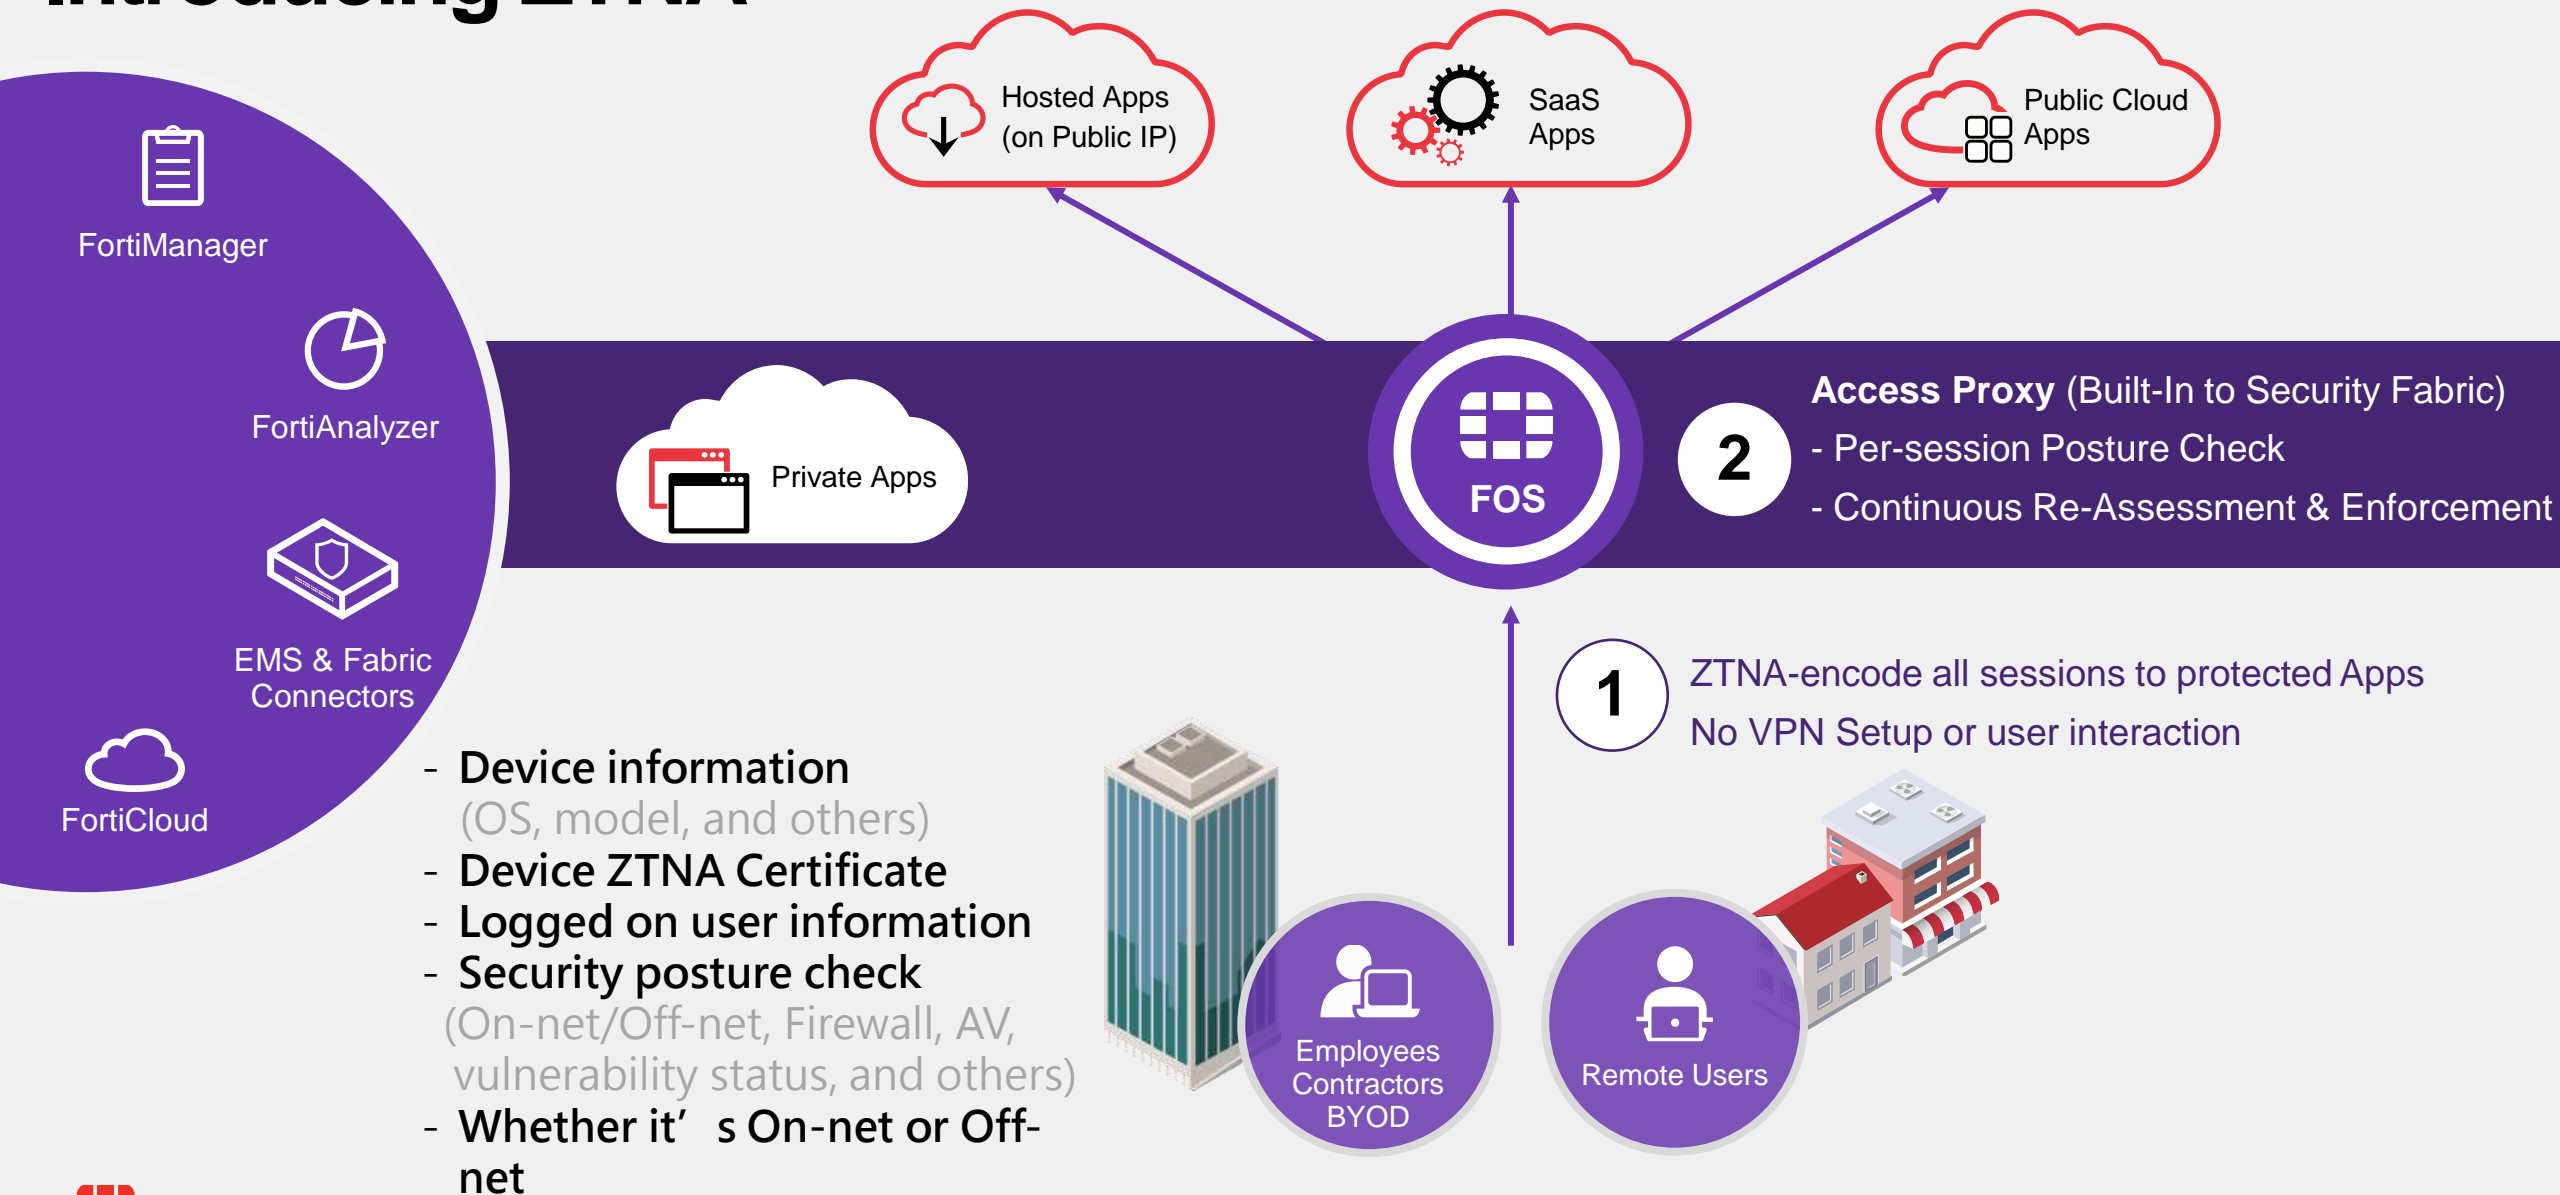 Introducing ZTNA
Hosted Apps
(on Public IP)
SaaS
Apps
Public Cloud
Apps
FortiManager
FortiAnalyzer
EMS & Fabric
Connectors
FortiCloud
Private Apps
FOS
2
Access Proxy (Built-In to Security Fabric)
- Per-session Posture Check
- Continuous Re-Assessment & Enforcement
1
ZTNA-encode all sessions to protected Apps
No VPN Setup or user interaction
- Device information
(OS, model, and others)
- Device ZTNA Certificate
- Logged on user information
- Security posture check
(On-net/Off-net, Firewall, AV,
vulnerability status, and others)
- Whether it’s On-net or Off-
net
Employees
Contractors
BYOD
Remote Users